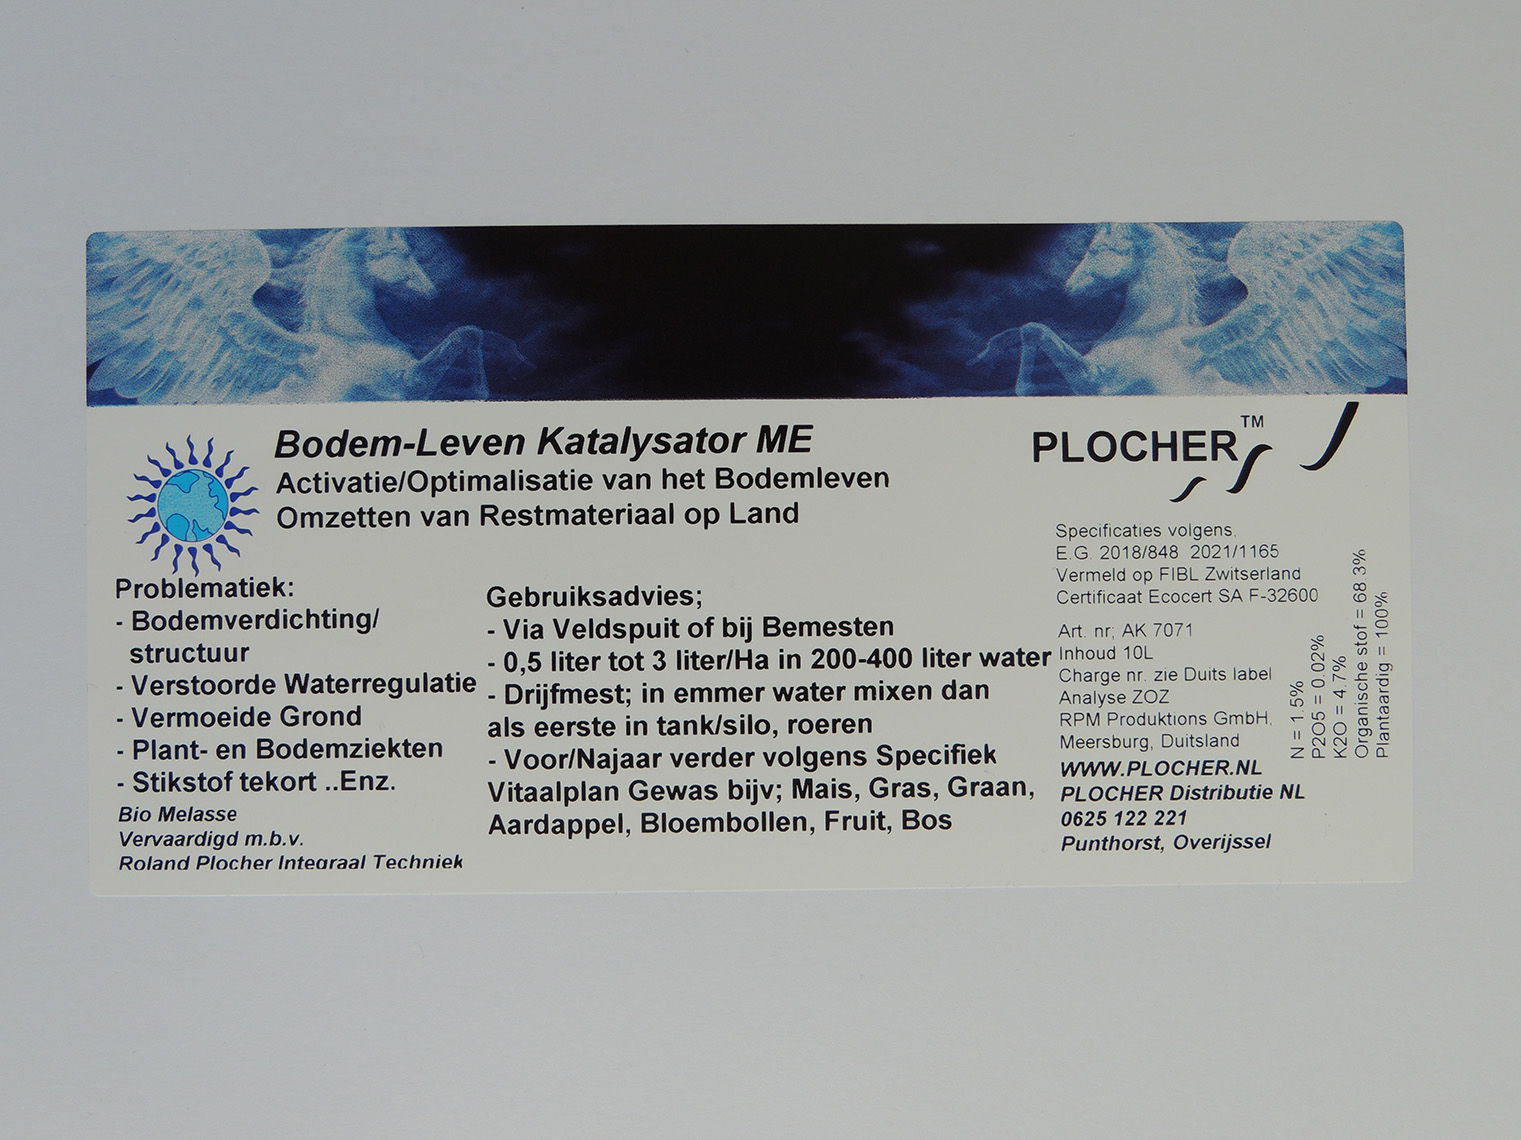 Bodem-Leven Katalysator ME
Activatie/Optimalisatie van het Bodemleven
Omzetten van Restmateriaal op Land
PLOCHER™
Problematiek:
- Bodemverdichting/
structuur
- Verstoorde Waterregulatie
- Vermoeide Grond
- Plant- en Bodemziekten
- Stikstof tekort ..Enz.
Bio Melasse
Vervaardigd m.b.v.
Roland Plocher Integraal Techniek
Gebruiksadvies;
- Via Veldspuit of bij Bemesten
- 0,5 liter tot 3 liter/Ha in 200-400 liter water
- Drijfmest; in emmer water mixen dan
als eerste in tank/silo, roeren
- Voor/Najaar verder volgens Specifiek
Vitaalplan Gewas bijv; Mais, Gras, Graan,
Aardappel, Bloembollen, Fruit, Bos
Specificaties volgens,
E.G. 2018/848 2021/1165
Vermeld op FIBL Zwitserland
Certificaat Ecocert SA F-32600
Art. nr; AK 7071
Inhoud 10L
Charge nr. zie Duits label
Analyse ZOZ
RPM Produktions GmbH,
Meersburg, Duitsland
WWW.PLOCHER.NL
PLOCHER Distributie NL
0625 122 221
Punthorst, Overijssel
N = 1.5%
P2O5 = 0.02%
K2O = 4.7%
Organische stof = 68.3%
Plantaardig = 100%